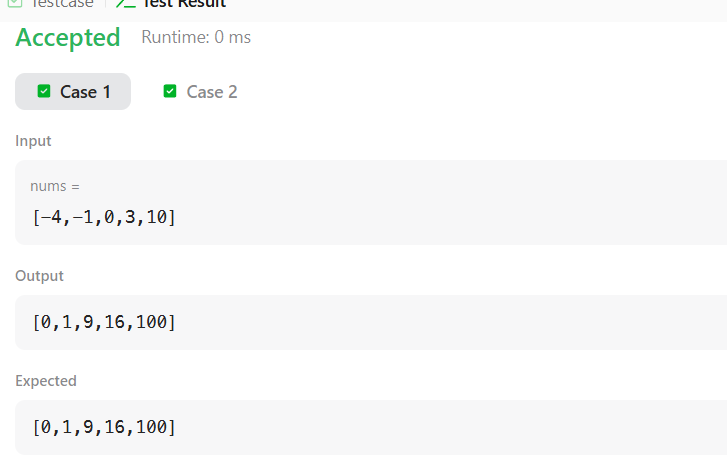 Testcase Test Result
Accepted Runtime: 0 ms
Case 1 Case 2
Input
nums =
[-4,-1,0,3,10]
Output
[0,1,9,16,100]
Expected
[0,1,9,16,100]